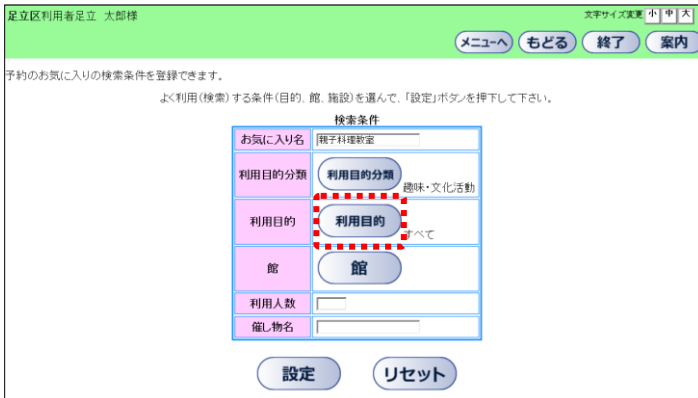 足立区利用者足立 太郎様
文字サイズ変更 小 中 大
メニューへ もどる 終了 案内
予約のお気に入りの検索条件を登録できます。
よく利用(検索)する条件(目的、館、施設)を選んで、「設定」ボタンを押下して下さい。
検索条件
お気に入り名 親子料理教室
利用目的分類 利用目的分類 趣味・文化活動
利用目的 利用目的 すべて
館 館
利用人数
催し物名
設定 リセット